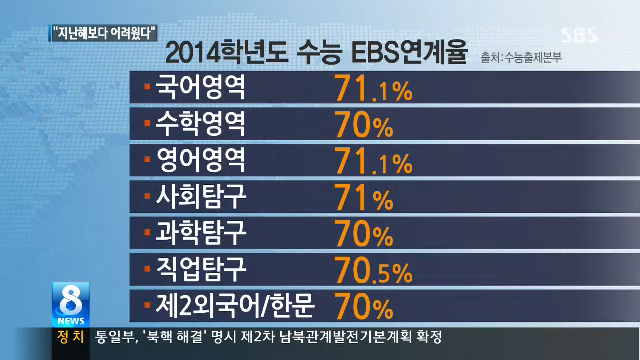 "지난해보다 어려웠다"
SBS
2014학년도 수능 EBS연계율
출처:수능출제본부
국어영역 71.1%
수학영역 70%
영어영역 71.1%
사회탐구 71%
과학탐구 70%
직업탐구 70.5%
제2외국어/한문 70%
8
NEWS
정치 통일부, '북핵 해결' 명시 제2차 남북관계발전기본계획 확정